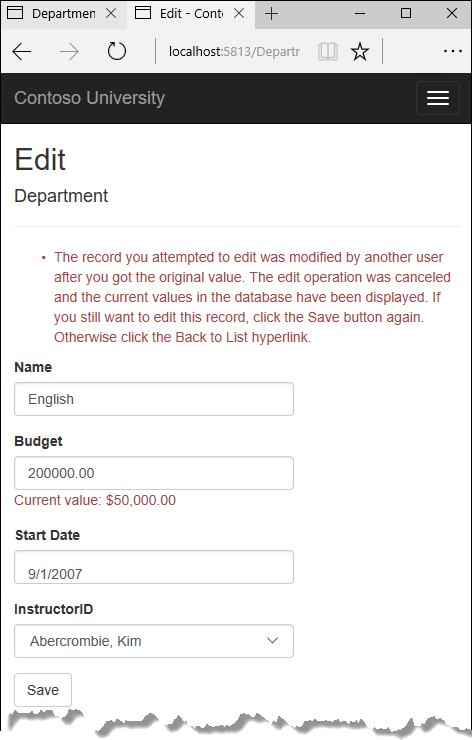 Departmen
Edit - Conto
localhost:5813/Departr
Contoso University
Edit
Department
• The record you attempted to edit was modified by another user
after you got the original value. The edit operation was canceled
and the current values in the database have been displayed. If
you still want to edit this record, click the Save button again.
Otherwise click the Back to List hyperlink.
Name
English
Budget
200000.00
Current value: $50,000.00
Start Date
9/1/2007
InstructorID
Abercrombie, Kim
Save